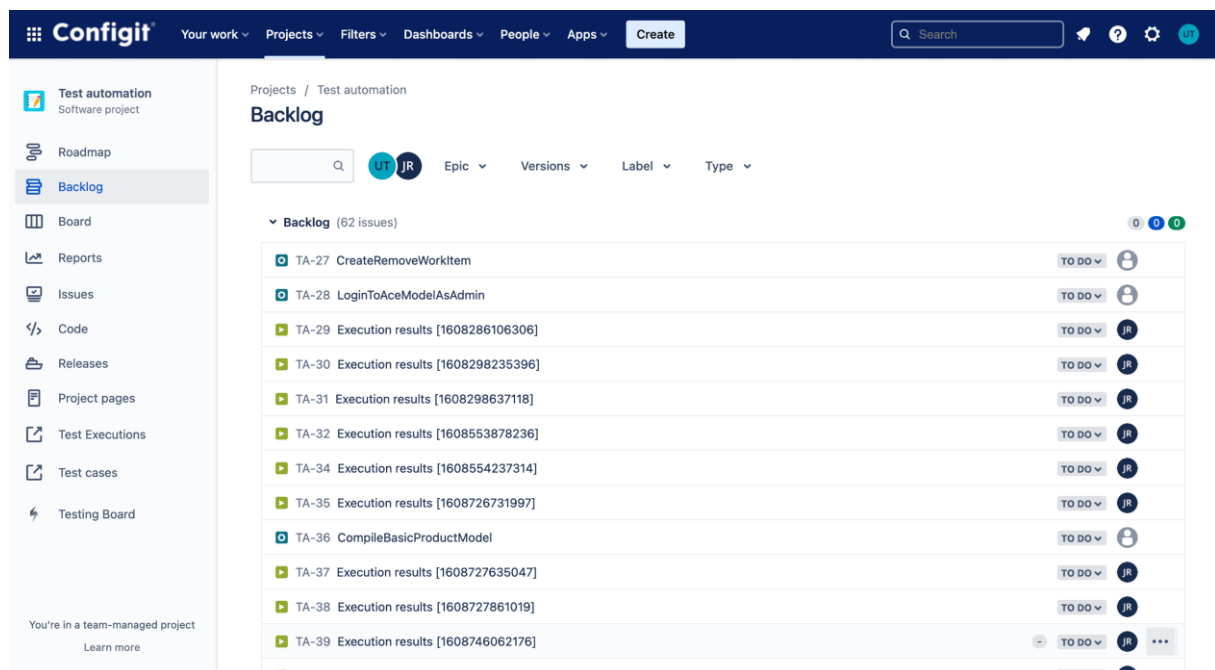 Configit Your work Projects Filters Dashboards People Apps Create Search ? UT
Test automation
Software project
Roadmap
Backlog
Board
Reports
Issues
Code
Releases
Project pages
Test Executions
Test cases
Testing Board
You're in a team-managed project
Learn more
Projects / Test automation
Backlog
UT JR Epic Versions Label Type
Backlog (62 issues) 0 0 0
TA-27 CreateRemoveWorkItem TO DO
TA-28 LoginToAceModelAsAdmin TO DO
TA-29 Execution results [1608286106306] TO DO JR
TA-30 Execution results [1608298235396] TO DO JR
TA-31 Execution results [1608298637118] TO DO JR
TA-32 Execution results [1608553878236] TO DO JR
TA-34 Execution results [1608554237314] TO DO JR
TA-35 Execution results [1608726731997] TO DO JR
TA-36 CompileBasicProductModel TO DO
TA-37 Execution results [1608727635047] TO DO JR
TA-38 Execution results [1608727861019] TO DO JR
TA-39 Execution results [1608746062176] - TO DO JR